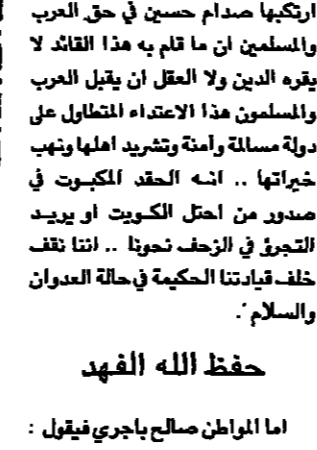 ارتكبها صدام حسين في حق العرب
والمسلمين ان ما قام به هذا القائد لا
يقره الدين ولا العقل ان يقبل العرب
والمسلمون هذا الاعتداء المتطاول على
دولة مسالمة وآمنة وتشريد اهلها ونهب
خيراتها .. انه الحقد المكبوت في
صدور من احتل الكويت او يريد
التجرؤ في الزحف نحونا .. اننا نقف
خلف قيادتنا الحكيمة في حالة العدوان
والسلام".
حفظ الله الفهد
اما المواطن صالح باجري فيقول :